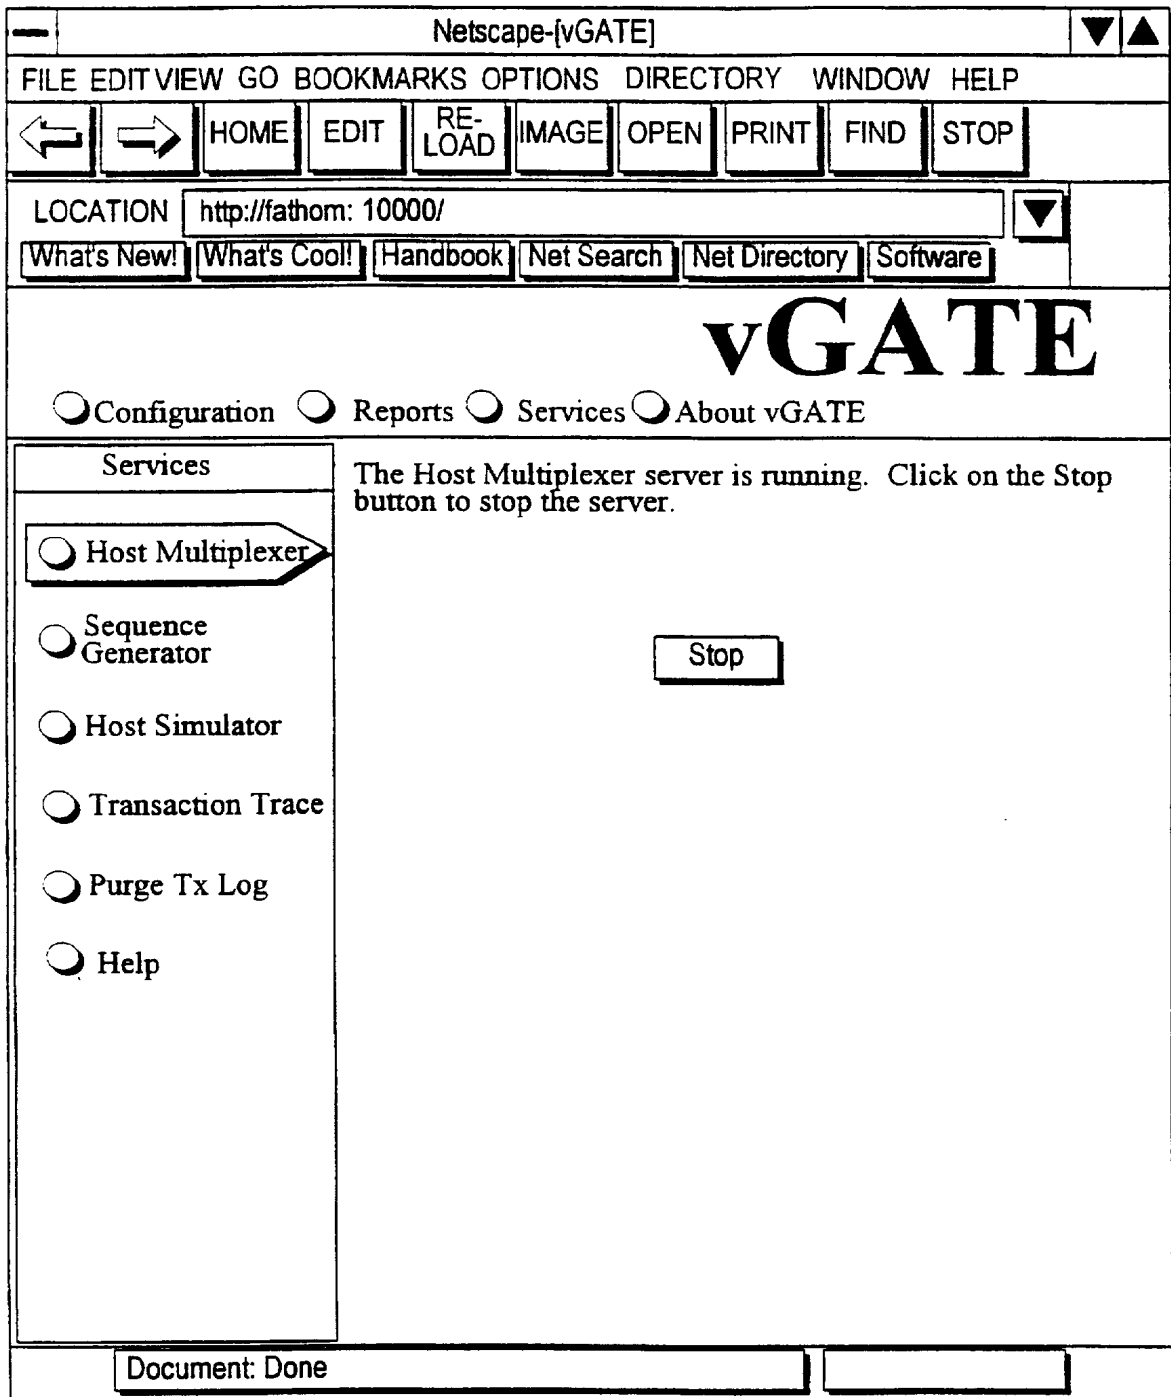 Netscape-[vGATE]
FILE EDIT VIEW GO BOOKMARKS OPTIONS DIRECTORY WINDOW HELP
HOME EDIT RE-LOAD IMAGE OPEN PRINT FIND STOP
LOCATION http://fathom: 10000/
What's New! What's Cool! Handbook Net Search Net Directory Software
vGATE
Configuration Reports Services About vGATE
Services
Host Multiplexer
Sequence
Generator
Host Simulator
Transaction Trace
Purge Tx Log
Help
The Host Multiplexer server is running. Click on the Stop
button to stop the server.
Stop
Document: Done